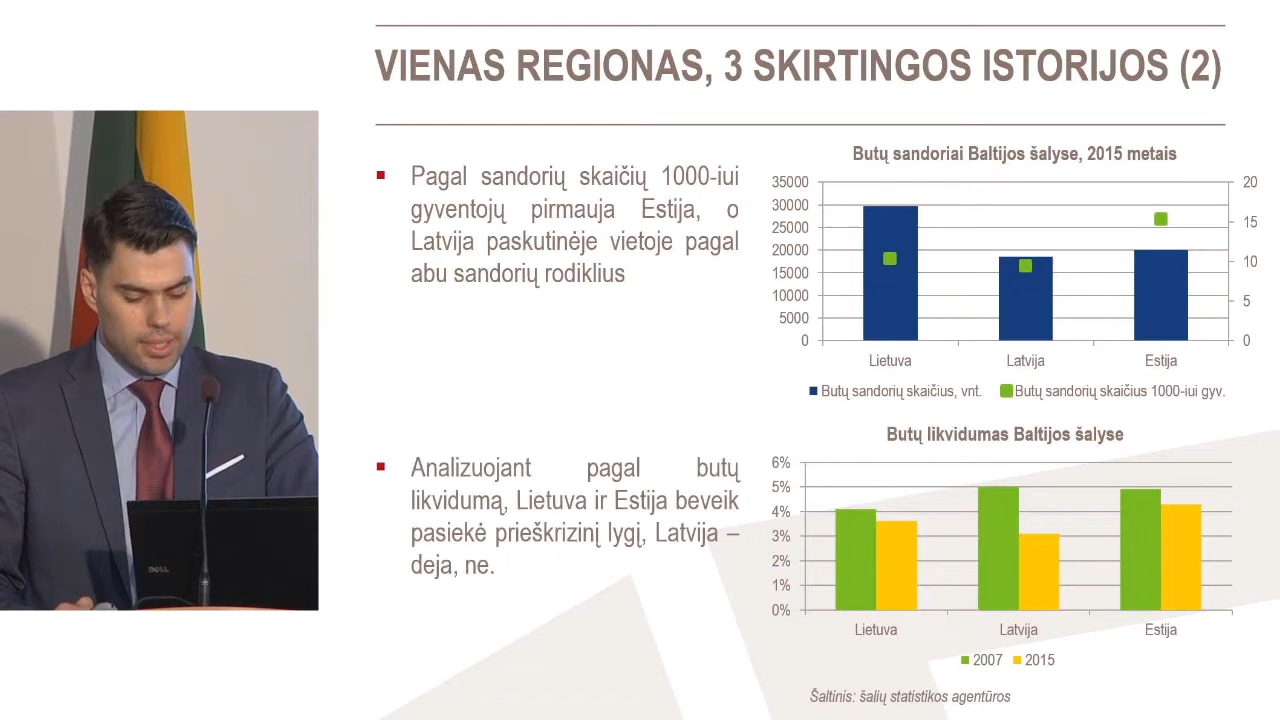 VIENAS REGIONAS, 3 SKIRTINGOS ISTORIJOS (2)
Pagal sandorių skaičių 1000-iui
gyventojų pirmauja Estija, o
Latvija paskutinėje vietoje pagal
abu sandorių rodiklius
Analizuojant pagal butų
likvidumą, Lietuva ir Estija beveik
pasiekė prieškrizinį lygį, Latvija –
deja, ne.
Butų sandoriai Baltijos šalyse, 2015 metais
35000
30000
25000
20000
15000
10000
5000
0
20
15
10
5
0
Lietuva
Latvija
Estija
Butų sandorių skaičius, vnt.
Butų sandorių skaičius 1000-iui gyv.
Butų likvidumas Baltijos šalyse
6%
5%
4%
3%
2%
1%
0%
Lietuva
Latvija
Estija
2007
2015
Šaltinis: šalių statistikos agentūros
DELL